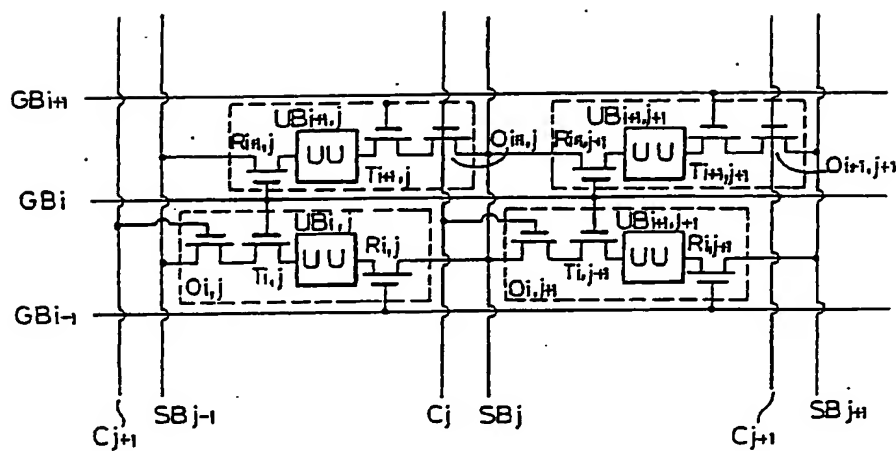 GBi+1
UBi+1,j
UBi+1,j+1
Ri+1,j
UU
Oi+1,j
Ri+1,j+1
UU
Ti+1,j
Ti+1,j+1
Oi+1,j+1
GBi
UBi,j
UBi+1,j+1
UU
Ri,j
UU
Ri,j+1
Ti,j
Ti,j+1
Oi,j
Oi,j+1
GBi-1
Cj+1
SBj-1
Cj
SBj
Cj+1
SBj+1